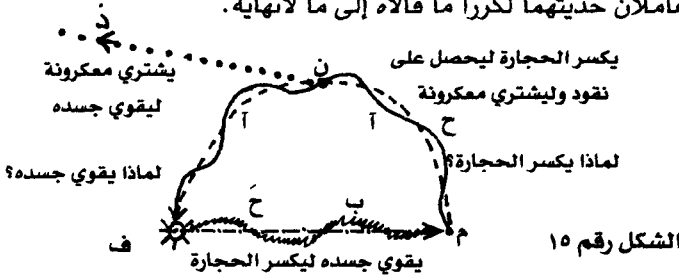 ماملان حديثهما لكررا ما قالاه إلى ما لانهاية.
يكسر الحجارة ليحصل على
نقود وليشتري معكرونة
يشتري معكرونة
ليقوي جسده
ن
ن
آ
آ
ح
لماذا يكسر الحجارة؟
لماذا يقوي جسده؟
حَ
ب
م
ف
يقوي جسده ليكسر الحجارة
الشكل رقم ١٥